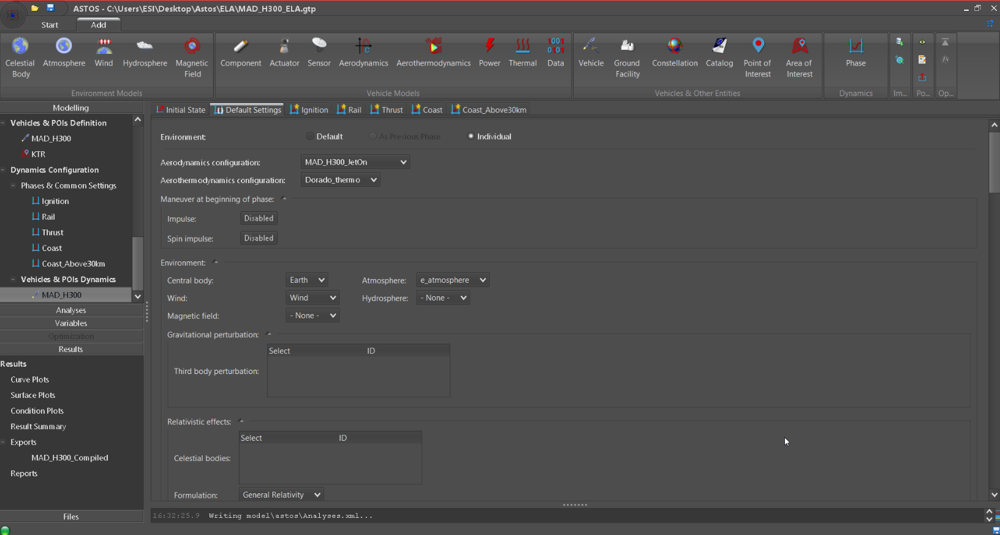 ASTOS - C:\Users\ESI\Desktop\Astos\ELA\MAD_H300_ELA.gtp
Start Add
Celestial Body Atmosphere Wind Hydrosphere Magnetic Field
Environment Models
Component Actuator Sensor Aerodynamics Aerothermodynamics Power Thermal Data
Vehicle Models
Vehicle Ground Facility Constellation Catalog Point of Interest Area of Interest
Vehicles & Other Entities
Phase
Dynamics
Im... Po... Op...
Modelling
Vehicles & POIs Definition
MAD_H300
KTR
Dynamics Configuration
Phases & Common Settings
Ignition
Rail
Thrust
Coast
Coast_Above30km
Vehicles & POIs Dynamics
MAD_H300
Analyses
Variables
Optimization
Results
Results
Curve Plots
Surface Plots
Condition Plots
Result Summary
Exports
MAD_H300_Compiled
Reports
Files
Initial State Default Settings Ignition Rail Thrust Coast Coast_Above30km
Environment: Default As Previous Phase Individual
Aerodynamics configuration: MAD_H300_JetOn
Aerothermodynamics configuration: Dorado_thermo
Maneuver at beginning of phase:
Impulse: Disabled
Spin impulse: Disabled
Environment:
Central body: Earth Atmosphere: e_atmosphere
Wind: Wind Hydrosphere: - None -
Magnetic field: - None -
Gravitational perturbation:
Select ID
Third body perturbation:
Relativistic effects:
Select ID
Celestial bodies:
Formulation: General Relativity
16:32:25.9 Writing model\astos\Analyses.xml...